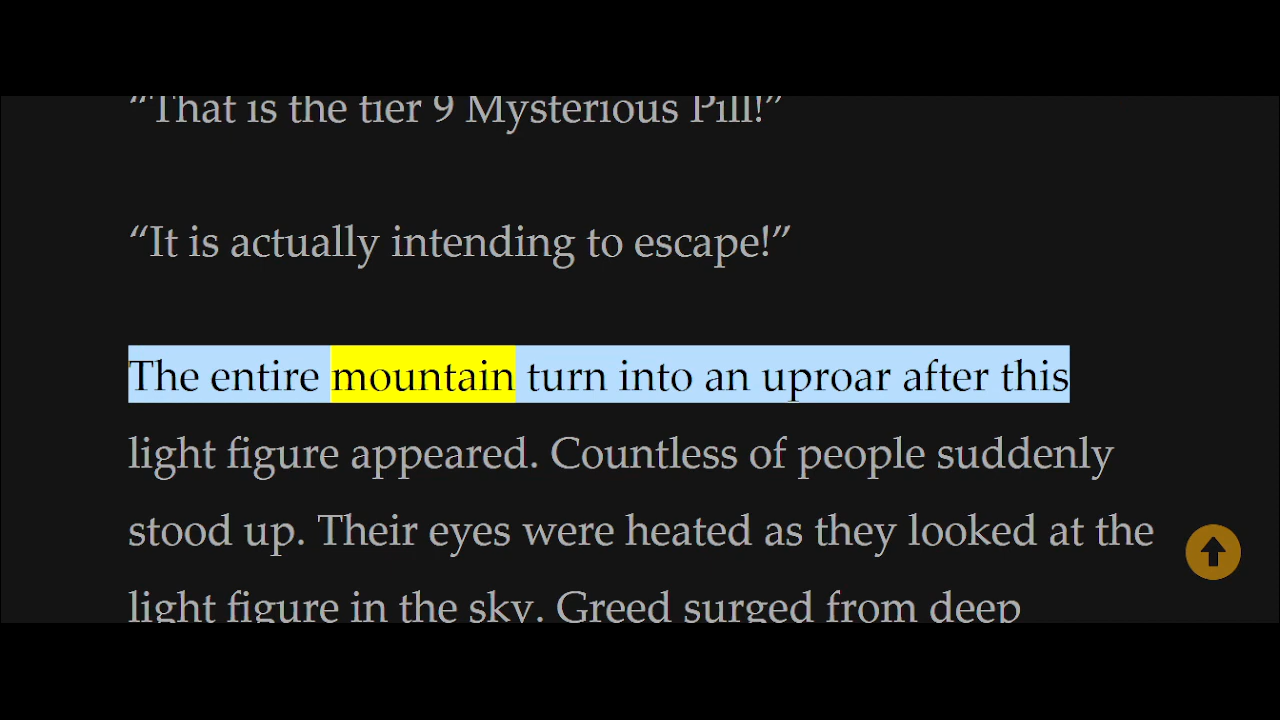 “That is the tier 9 Mysterious Pill!”
“It is actually intending to escape!”
The entire mountain turn into an uproar after this
light figure appeared. Countless of people suddenly
stood up. Their eyes were heated as they looked at the
light figure in the sky. Greed surged from deep